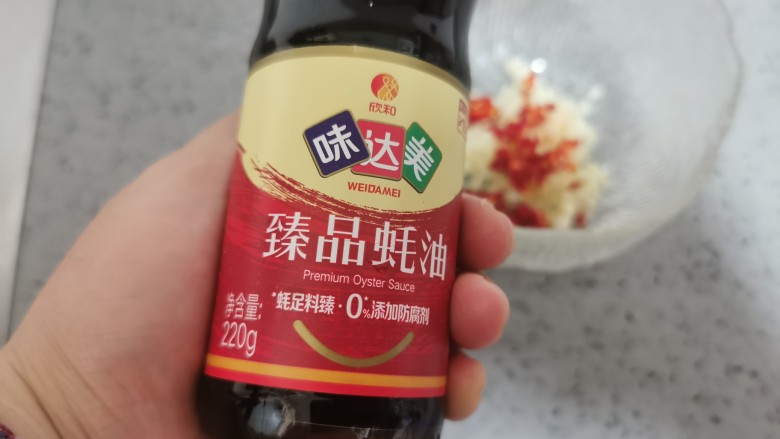 欣和
味达美
WEIDAMEI
臻品蚝油
Premium Oyster Sauce
*蚝足料臻·0%*添加防腐剂
净含量:
220g